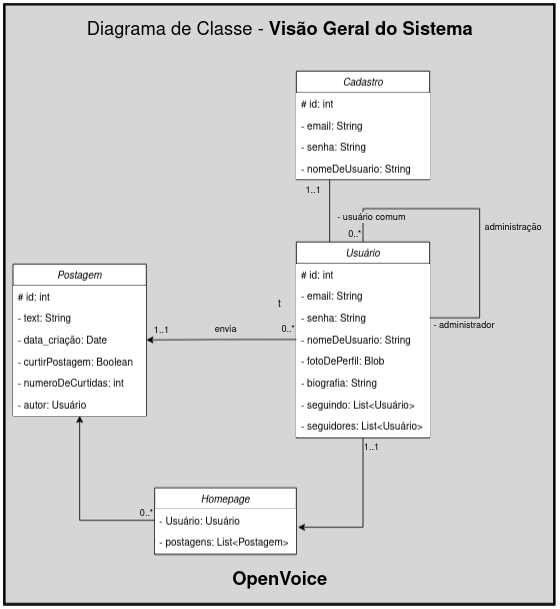 Diagrama de Classe - Visão Geral do Sistema
Cadastro
# id: int
- email: String
- senha: String
- nomeDeUsuario: String
1..1
- usuário comum
0..*
administração
- administrador
Usuário
# id: int
- email: String
- senha: String
- nomeDeUsuario: String
- fotoDePerfil: Blob
- biografia: String
- seguindo: List<Usuário>
- seguidores: List<Usuário>
Postagem
# id: int
- text: String
- data_criação: Date
- curtirPostagem: Boolean
- numeroDeCurtidas: int
- autor: Usuário
t
1..1
envia
0..*
1..1
0..*
Homepage
- Usuário: Usuário
- postagens: List<Postagem>
OpenVoice